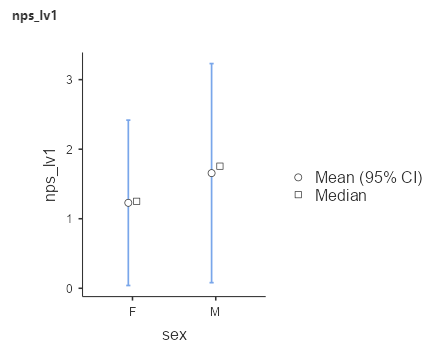 nps_lv1
3
2
1
0
nps_lv1
F
M
sex
Mean (95% CI)
Median